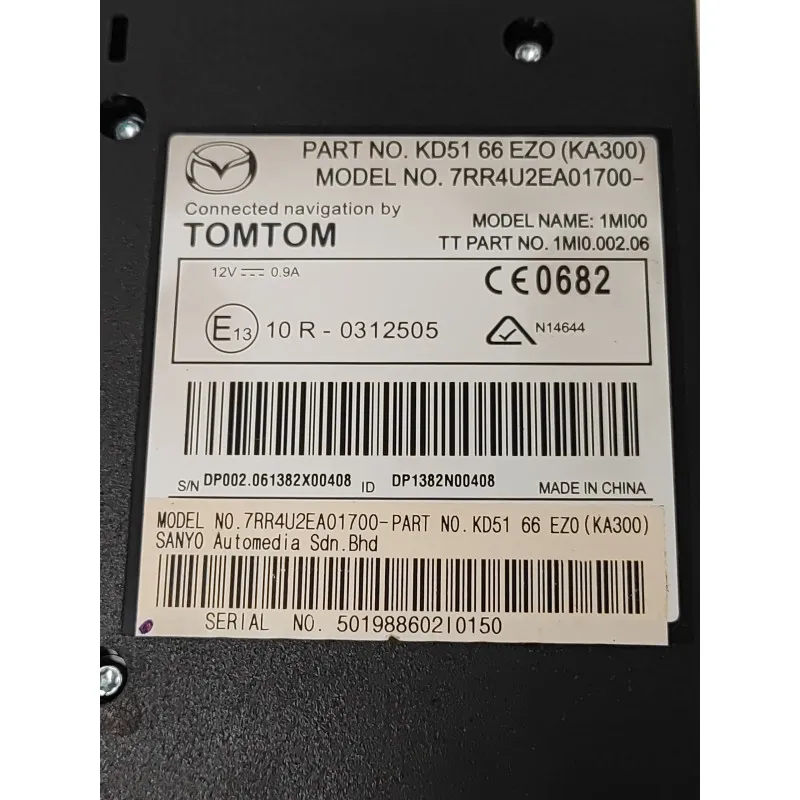 PART NO. KD51 66 EZ0 (KA300)
MODEL NO. 7RR4U2EA01700-
Connected navigation by
TOMTOM
MODEL NAME: 1MI00
TT PART NO. 1MI0.002.06
12V 0.9A
CE0682
E13 10 R - 0312505
N14644
S/N DP002.061382X00408 ID DP1382N00408
MADE IN CHINA
MODEL NO.7RR4U2EA01700-PART NO.KD51 66 EZ0(KA300)
SANYO Automedia Sdn.Bhd
SERIAL NO. 50198860210150